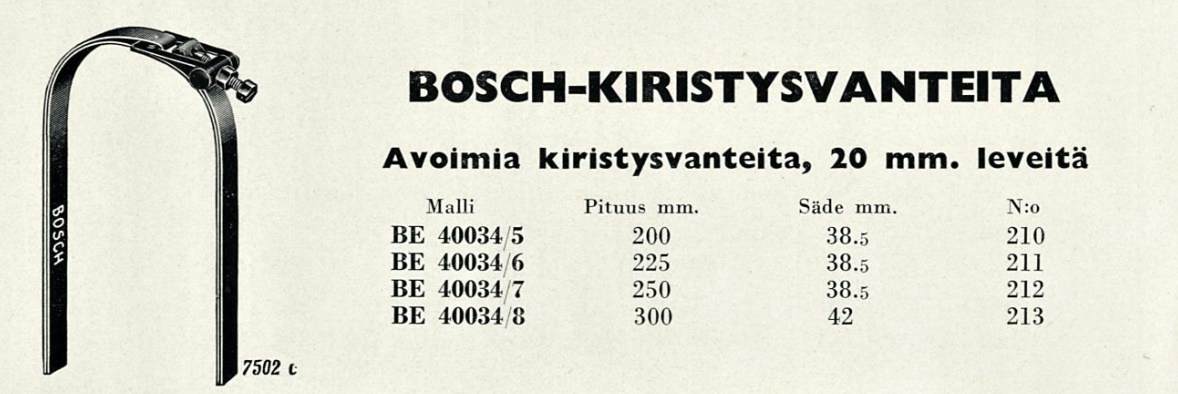 BOSCH-KIRISTYSVANTEITA
Avoimia kiristysvanteita, 20 mm. leveitä
Malli Pituus mm. Säde mm. N:o
BE 40034/5 200 38.5 210
BE 40034/6 225 38.5 211
BE 40034/7 250 38.5 212
BE 40034/8 300 42 213
BOSCH
7502 c